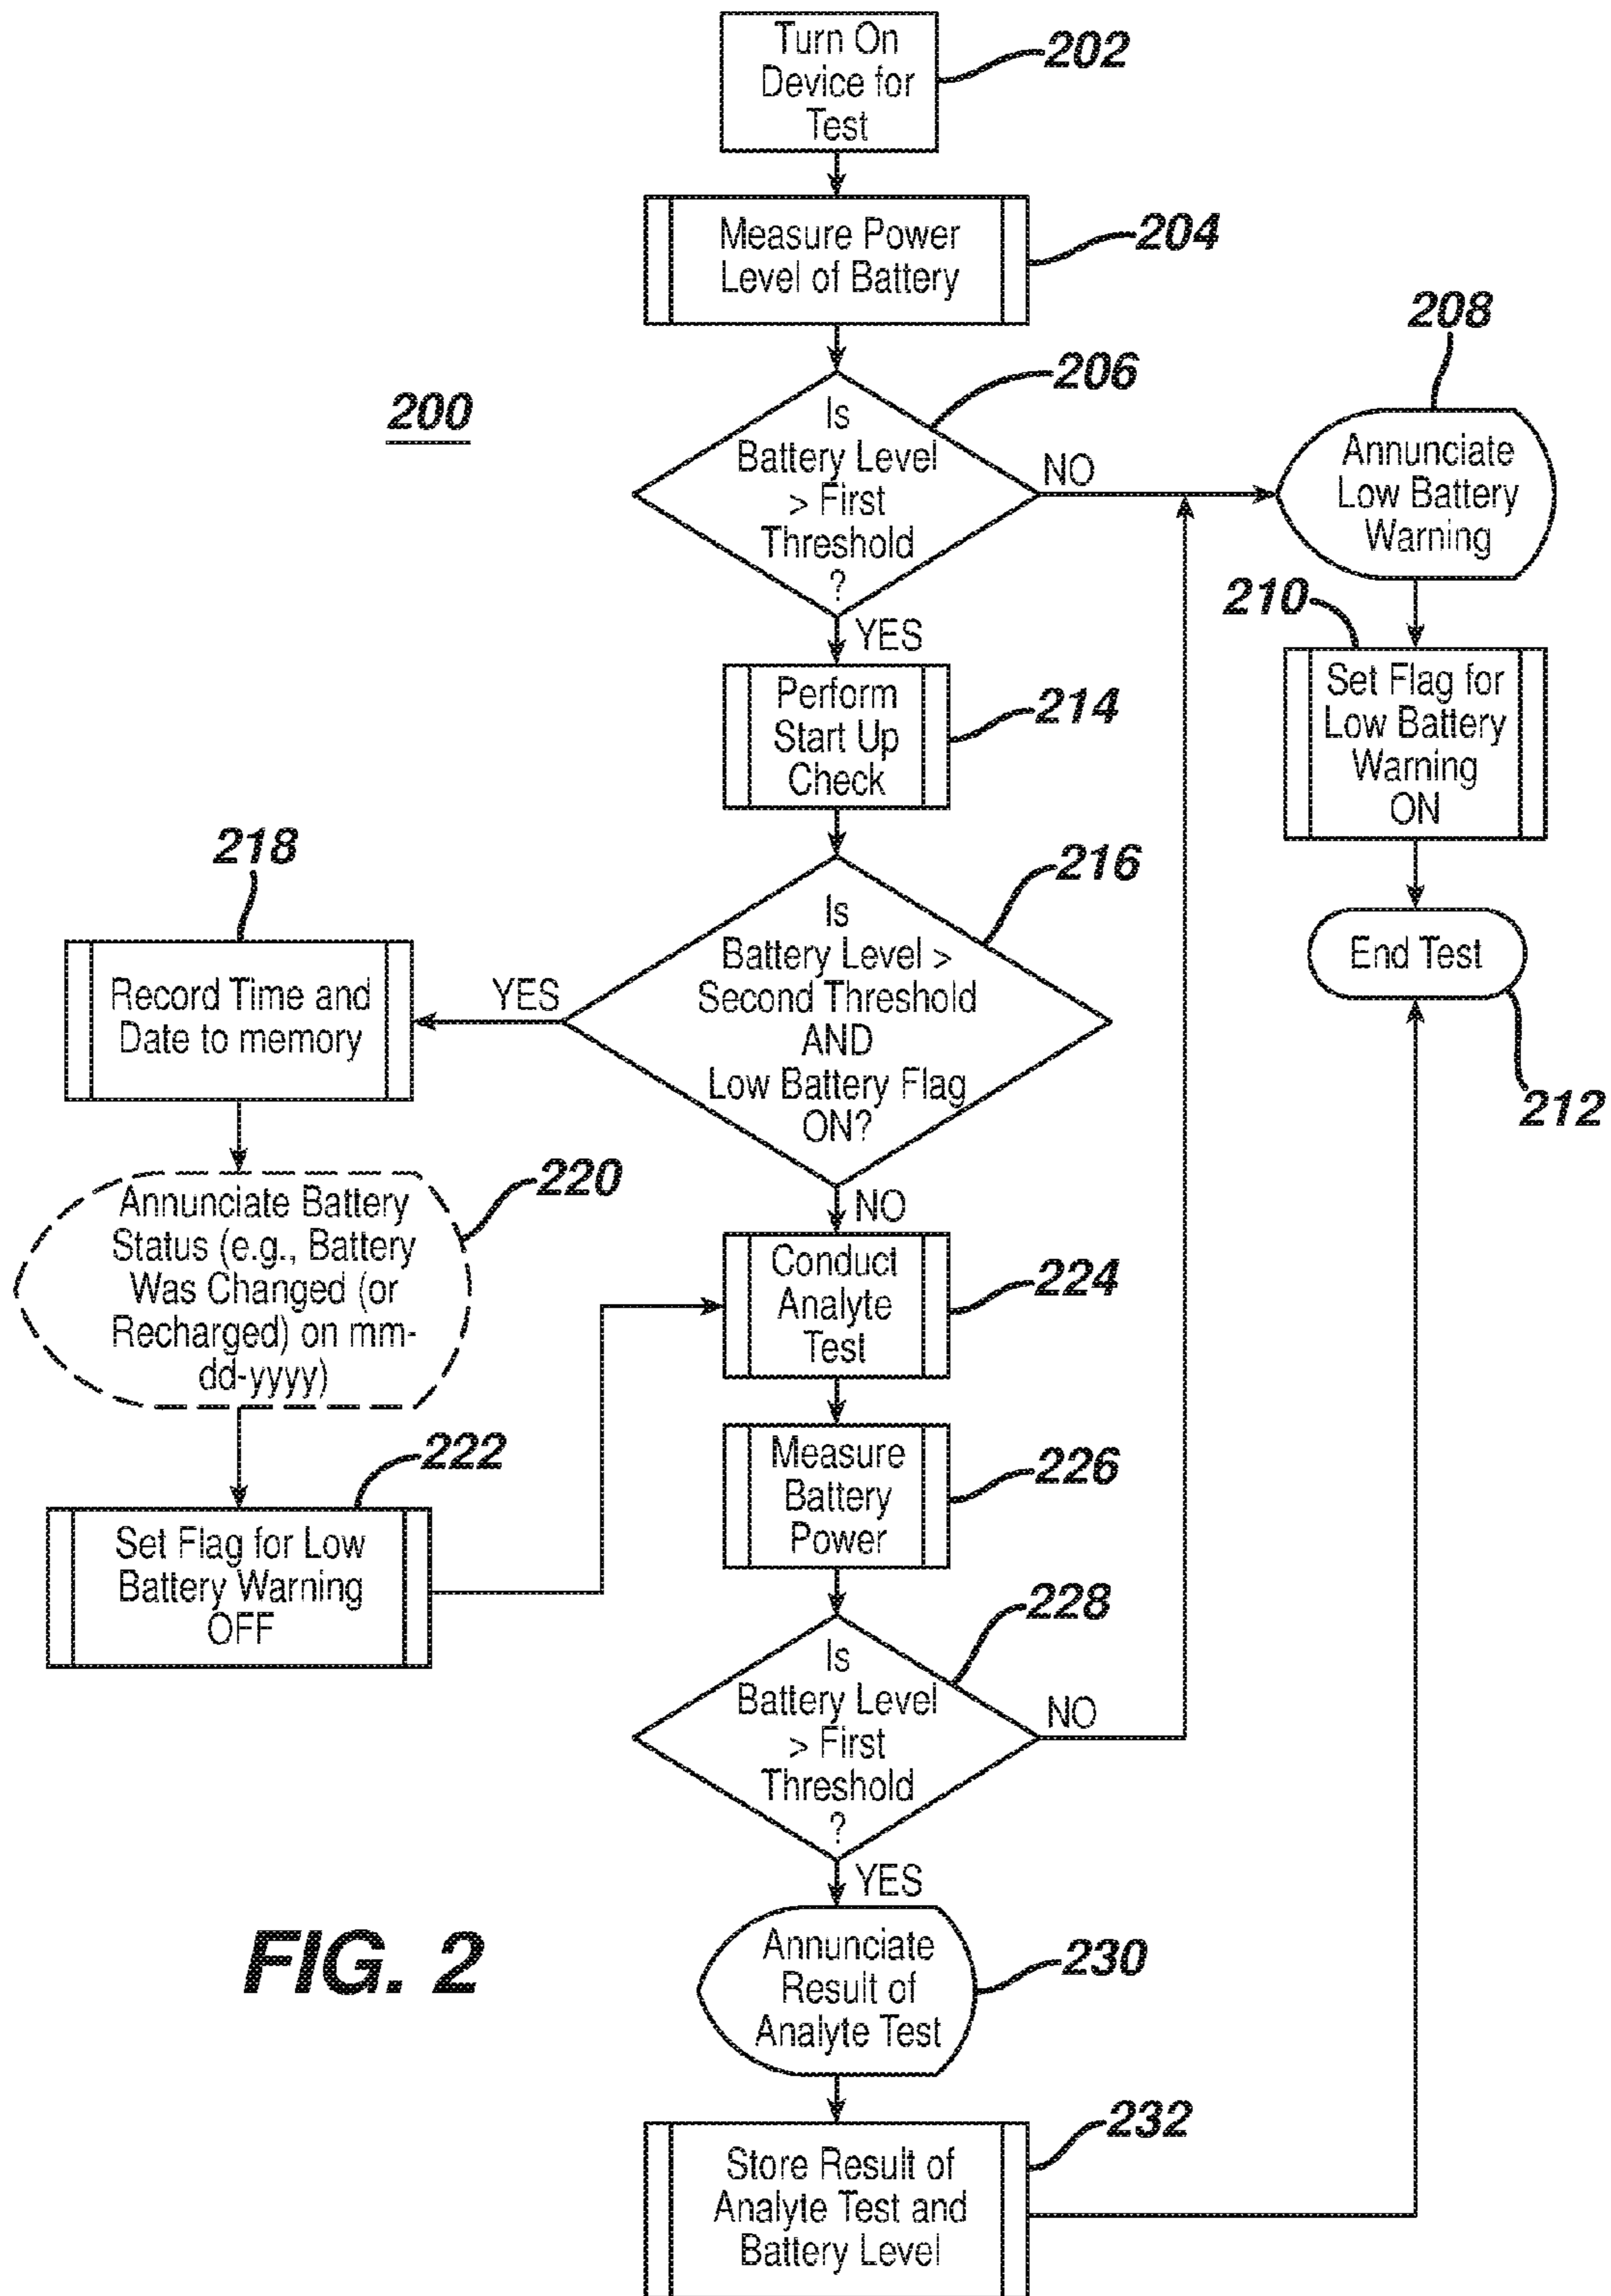 Turn On
Device for
Test
202
Measure Power
Level of Battery
204
200
Is
Battery Level
> First
Threshold
?
206
NO
YES
208
Annunciate
Low Battery
Warning
210
Set Flag for
Low Battery
Warning
ON
End Test
212
Perform
Start Up
Check
214
Is
Battery Level >
Second Threshold
AND
Low Battery Flag
ON?
216
YES
NO
218
Record Time and
Date to memory
Annunciate Battery
Status (e.g., Battery
Was Changed (or
Recharged) on mm-
dd-yyyy)
220
222
Set Flag for Low
Battery Warning
OFF
Conduct
Analyte
Test
224
Measure
Battery
Power
226
Is
Battery Level
> First
Threshold
?
228
NO
YES
Annunciate
Result of
Analyte Test
230
Store Result of
Analyte Test and
Battery Level
232
FIG. 2